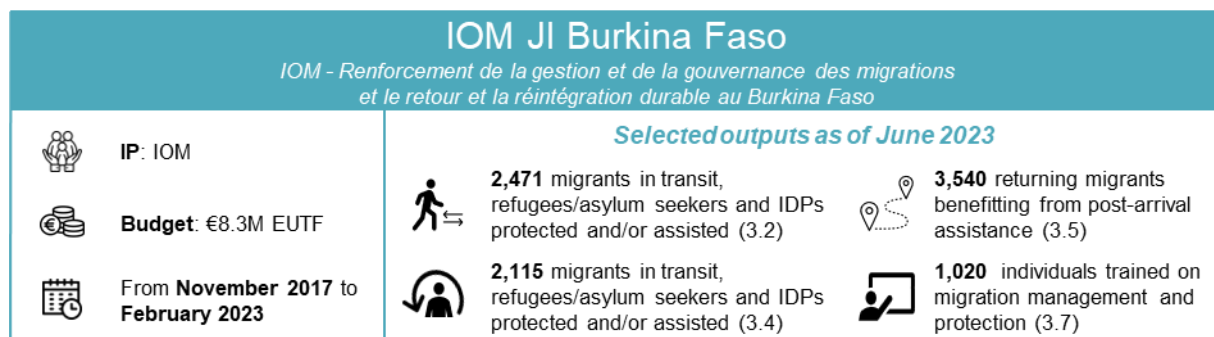 IOM JI Burkina Faso
IOM - Renforcement de la gestion et de la gouvernance des migrations
et le retour et la réintégration durable au Burkina Faso
IP: IOM
Budget: €8.3M EUTF
From November 2017 to
February 2023
Selected outputs as of June 2023
2,471 migrants in transit,
refugees/asylum seekers and IDPs
protected and/or assisted (3.2)
3,540 returning migrants
benefitting from post-arrival
assistance (3.5)
2,115 migrants in transit,
refugees/asylum seekers and IDPs
protected and/or assisted (3.4)
1,020 individuals trained on
migration management and
protection (3.7)